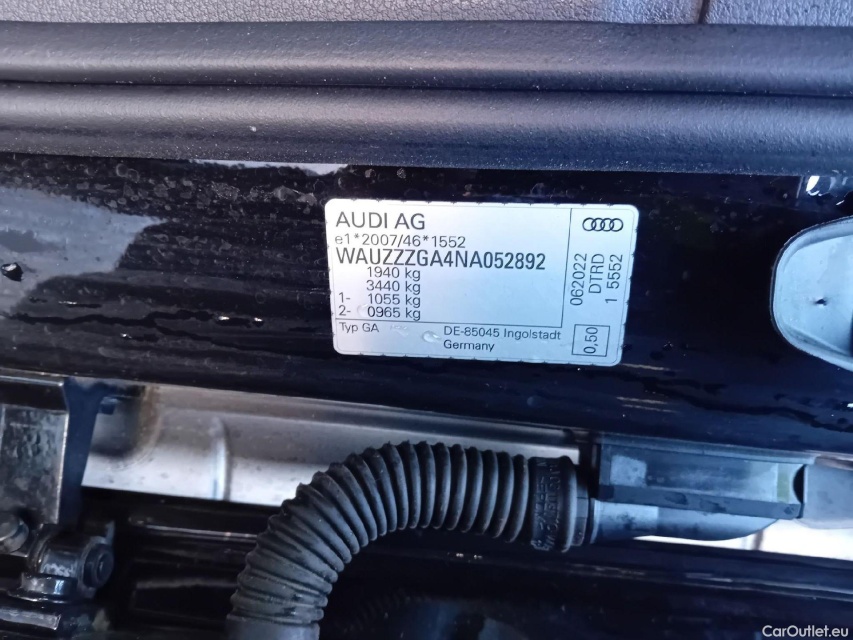 AUDI AG
e1*2007/46*1552
WAUZZZGA4NA052892
1940 kg
3440 kg
1- 1055 kg
2- 0965 kg
Typ GA
DE-85045 Ingolstadt
Germany
062022
DTRD
1 5552
0,50
CarOutlet.eu